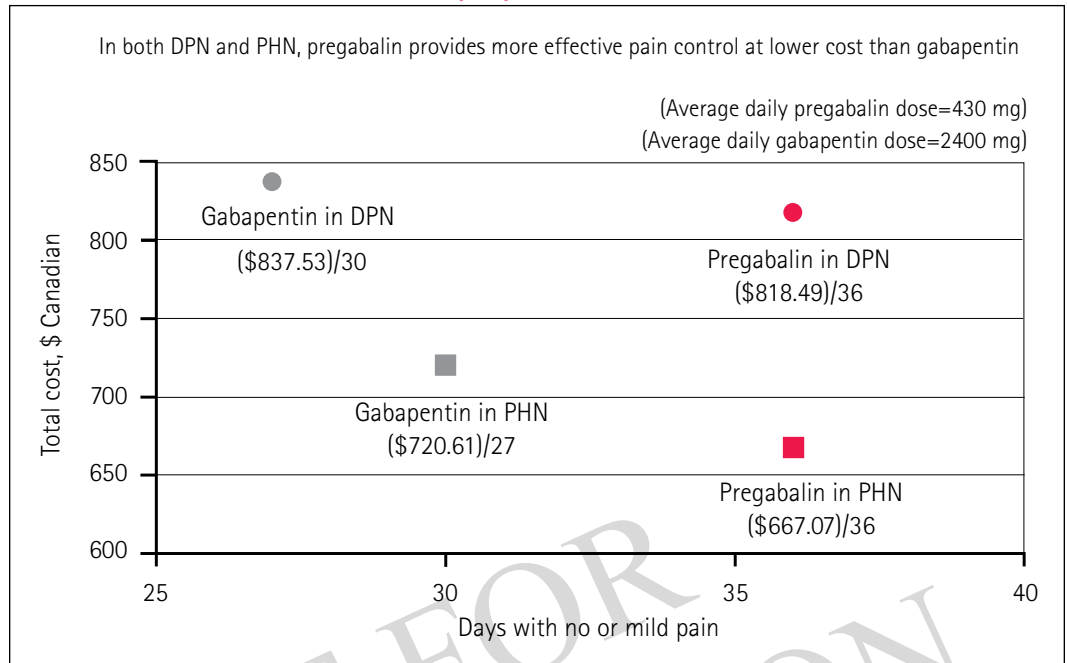 In both DPN and PHN, pregabalin provides more effective pain control at lower cost than gabapentin
(Average daily pregabalin dose=430 mg)
(Average daily gabapentin dose=2400 mg)
Total cost, $ Canadian
850
800
750
700
650
600
Gabapentin in DPN
($837.53)/30
Pregabalin in DPN
($818.49)/36
Gabapentin in PHN
($720.61)/27
Pregabalin in PHN
($667.07)/36
25
30
35
40
Days with no or mild pain
FOR